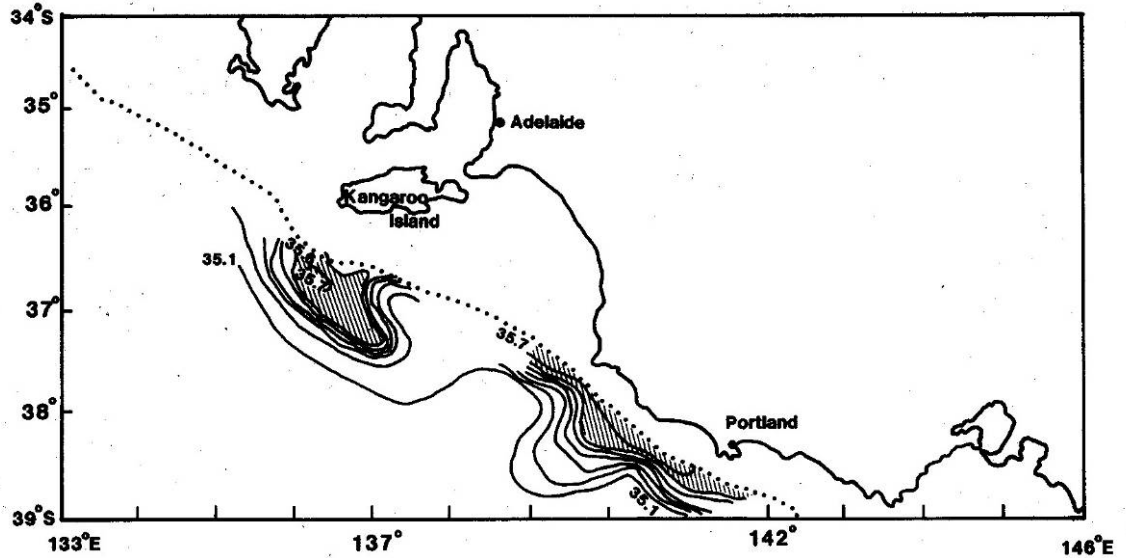 34°S
35°
Adelaide
36°
Kangaroo
Island
35.1
37°
35.7
38°
Portland
35.1
39°S
133°E
137°
142°
146°E